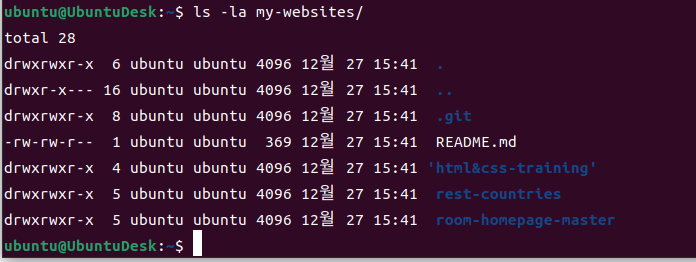 ubuntu@UbuntuDesk:~$ ls -la my-websites/
total 28
drwxrwxr-x  6 ubuntu ubuntu 4096 12월 27 15:41  .
drwxr-x--- 16 ubuntu ubuntu 4096 12월 27 15:41  ..
drwxrwxr-x  8 ubuntu ubuntu 4096 12월 27 15:41  .git
-rw-rw-r--  1 ubuntu ubuntu  369 12월 27 15:41  README.md
drwxrwxr-x  4 ubuntu ubuntu 4096 12월 27 15:41 'html&css-training'
drwxrwxr-x  5 ubuntu ubuntu 4096 12월 27 15:41  rest-countries
drwxrwxr-x  5 ubuntu ubuntu 4096 12월 27 15:41  room-homepage-master
ubuntu@UbuntuDesk:~$